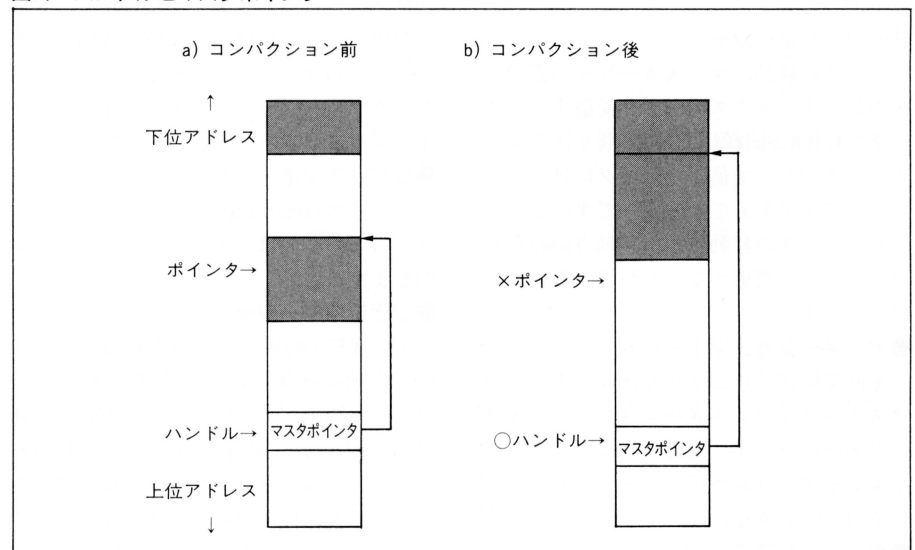 a) コンパクション前
b) コンパクション後
↑
下位アドレス
ポインタ→
ハンドル→ マスタポインタ
上位アドレス
↓
×ポインタ→
○ハンドル→ マスタポインタ